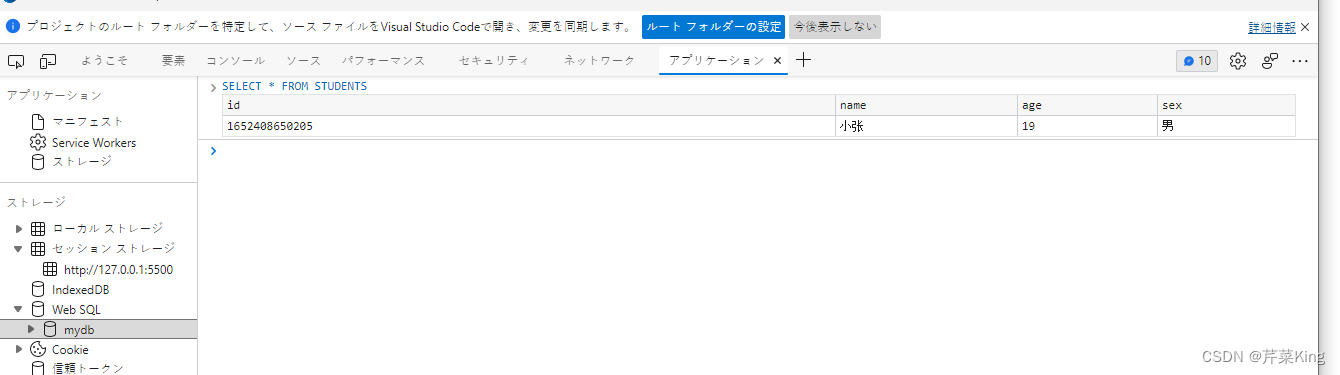 プロジェクトのルート フォルダーを特定して、ソース ファイルをVisual Studio Codeで開き、変更を同期します。 ルート フォルダーの設定 今後表示しない 詳細情報
ようこそ 要素 コンソール ソース パフォーマンス セキュリティ ネットワーク アプリケーション 10
アプリケーション
マニフェスト
Service Workers
ストレージ
ストレージ
ローカル ストレージ
セッション ストレージ
http://127.0.0.1:5500
IndexedDB
Web SQL
mydb
Cookie
信頼トークン
SELECT * FROM STUDENTS
id name age sex
1652408650205 小张 19 男
CSDN @芹菜King